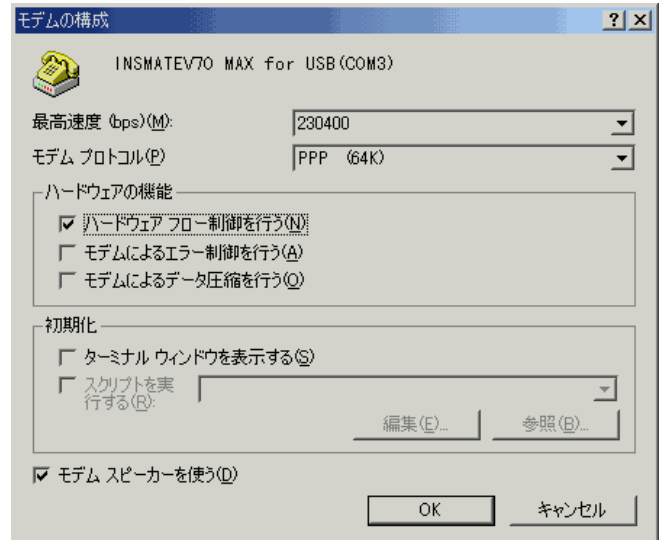 モデムの構成
INSMATEV70 MAX for USB(COM3)
最高速度 (bps)(M):
230400
モデム プロトコル(P)
PPP (64K)
ハードウェアの機能
ハードウェア フロー制御を行う(N)
モデムによるエラー制御を行う(A)
モデムによるデータ圧縮を行う(O)
初期化
ターミナル ウィンドウを表示する(S)
スクリプトを実
行する(R):
編集(E)... 参照(B)...
モデム スピーカーを使う(D)
OK キャンセル